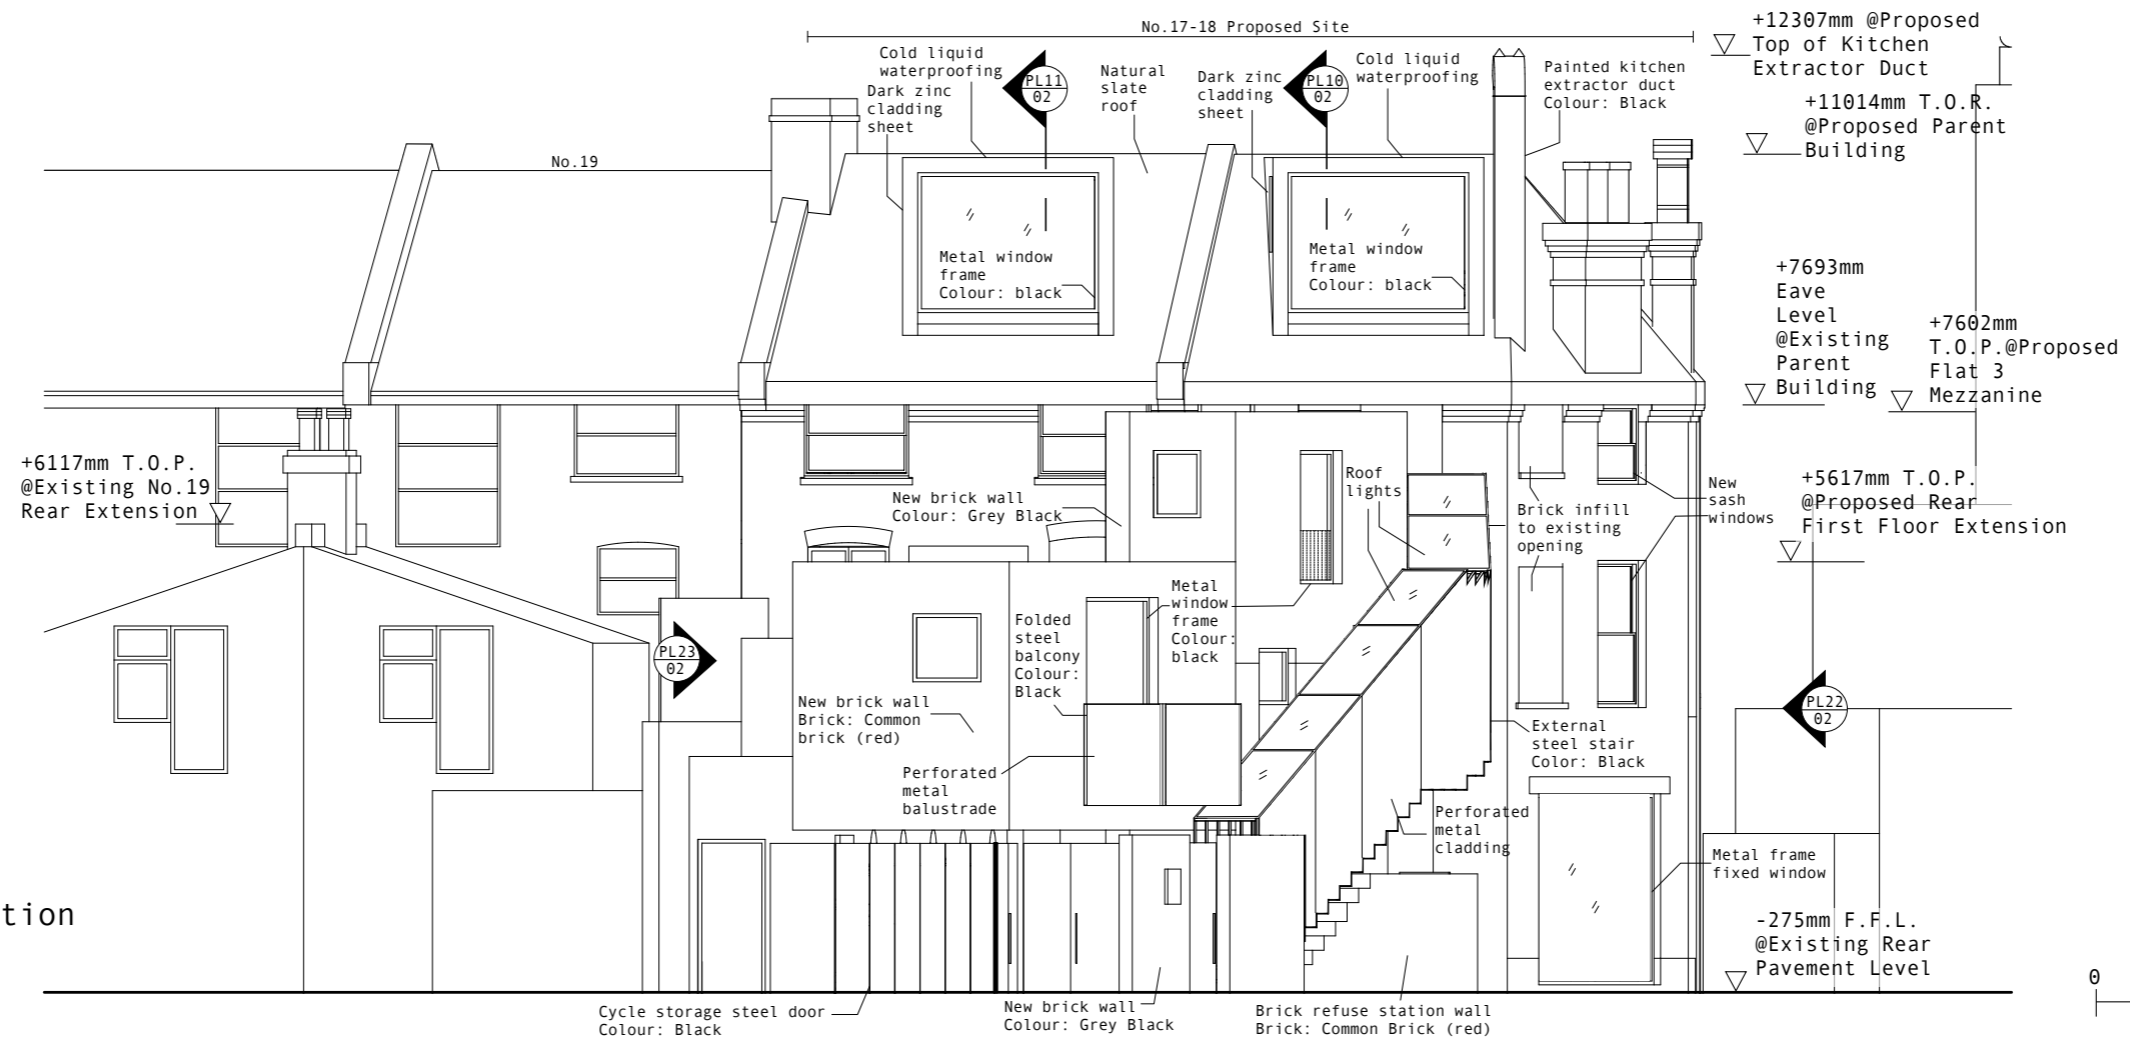 No.17-18 Proposed Site
+12307mm @Proposed
Top of Kitchen
Extractor Duct
Cold liquid
waterproofing
Dark zinc
cladding
sheet
PL11
02
Natural
slate
roof
Dark zinc
cladding
sheet
PL10
02
Cold liquid
waterproofing
Painted kitchen
extractor duct
Colour: Black
+11014mm T.O.R.
@Proposed Parent
Building
No.19
Metal window
frame
Colour: black
Metal window
frame
Colour: black
+7693mm
Eave
Level
@Existing
Parent
Building
+7602mm
T.O.P.@Proposed
Flat 3
Mezzanine
+6117mm T.O.P.
@Existing No.19
Rear Extension
New brick wall
Colour: Grey Black
Roof
lights
Brick infill
to existing
opening
New
sash
windows
+5617mm T.O.P.
@Proposed Rear
First Floor Extension
Metal
window
frame
Colour:
black
Folded
steel
balcony
Colour:
Black
PL23
02
New brick wall
Brick: Common
brick (red)
Perforated
metal
balustrade
External
steel stair
Color: Black
PL22
02
Perforated
metal
cladding
Metal frame
fixed window
tion
-275mm F.F.L.
@Existing Rear
Pavement Level
0
Cycle storage steel door
Colour: Black
New brick wall
Colour: Grey Black
Brick refuse station wall
Brick: Common Brick (red)